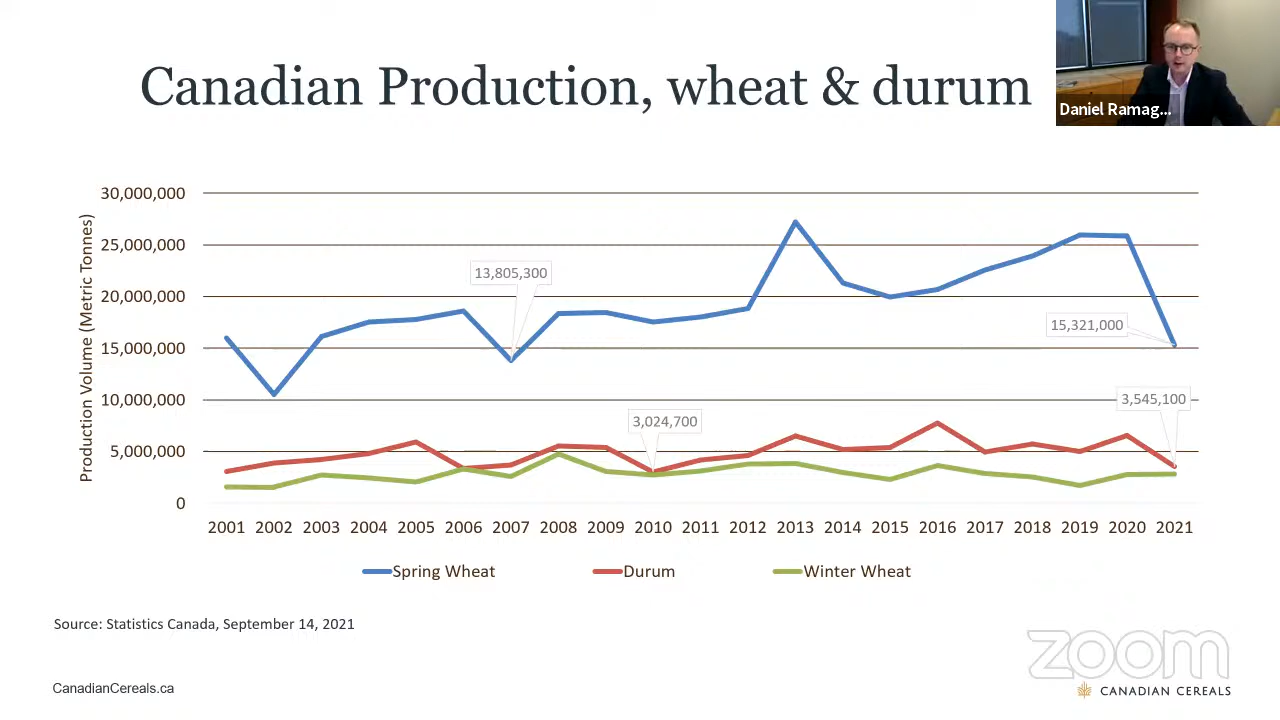 Canadian Production, wheat & durum
Daniel Ramag...
Production Volume (Metric Tonnes)
30,000,000
25,000,000
20,000,000
15,000,000
10,000,000
5,000,000
0
13,805,300
15,321,000
3,024,700
3,545,100
2001 2002 2003 2004 2005 2006 2007 2008 2009 2010 2011 2012 2013 2014 2015 2016 2017 2018 2019 2020 2021
Spring Wheat Durum Winter Wheat
Source: Statistics Canada, September 14, 2021
zoom
CanadianCereals.ca
CANADIAN CEREALS